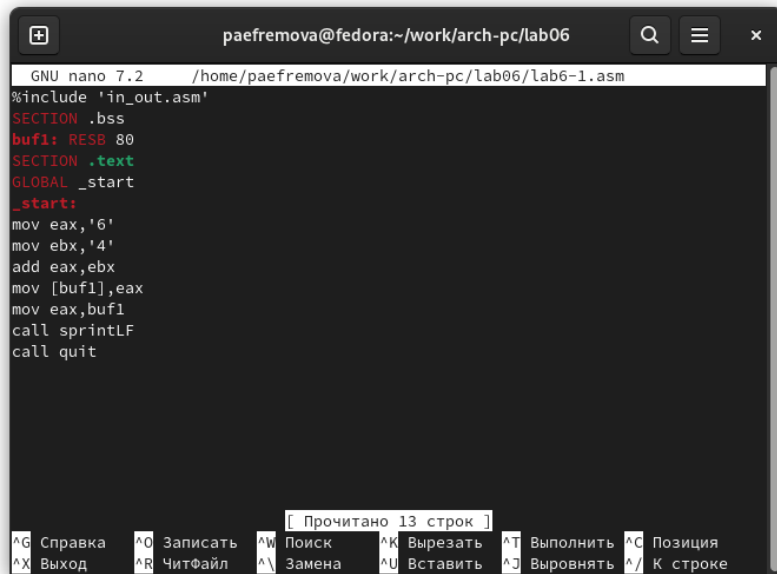 paefremova@fedora:~/work/arch-pc/lab06
GNU nano 7.2 /home/paefremova/work/arch-pc/lab06/lab6-1.asm
%include 'in_out.asm'
SECTION .bss
buf1: RESB 80
SECTION .text
GLOBAL _start
_start:
mov eax,'6'
mov ebx,'4'
add eax,ebx
mov [buf1],eax
mov eax,buf1
call sprintLF
call quit
[ Прочитано 13 строк ]
^G Справка ^O Записать ^W Поиск ^K Вырезать ^T Выполнить ^C Позиция
^X Выход ^R ЧитФайл ^\ Замена ^U Вставить ^J Выровнять ^/ К строке